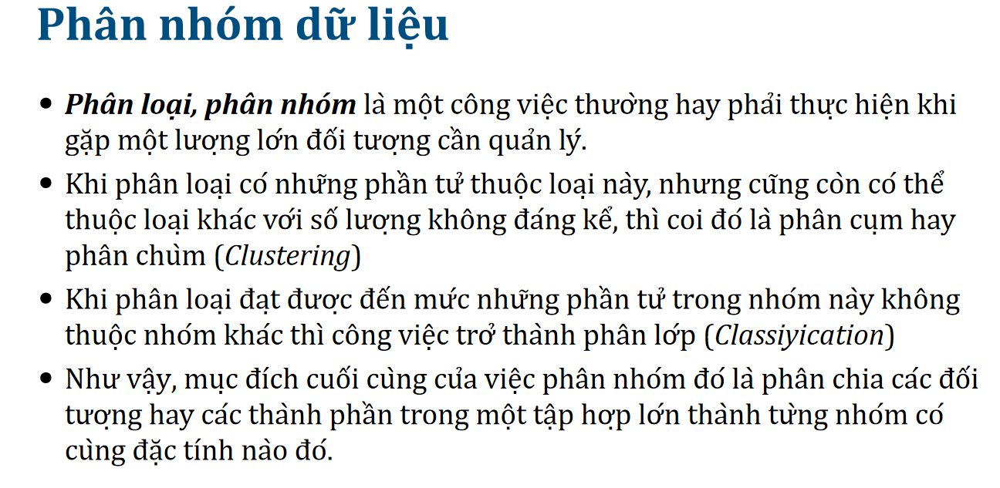 Phân nhóm dữ liệu
• Phân loại, phân nhóm là một công việc thường hay phải thực hiện khi
gặp một lượng lớn đối tượng cần quản lý.
• Khi phân loại có những phần tử thuộc loại này, nhưng cũng còn có thể
thuộc loại khác với số lượng không đáng kể, thì coi đó là phân cụm hay
phân chùm (Clustering)
• Khi phân loại đạt được đến mức những phần tử trong nhóm này không
thuộc nhóm khác thì công việc trở thành phân lớp (Classiyication)
• Như vậy, mục đích cuối cùng của việc phân nhóm đó là phân chia các đối
tượng hay các thành phần trong một tập hợp lớn thành từng nhóm có
cùng đặc tính nào đó.